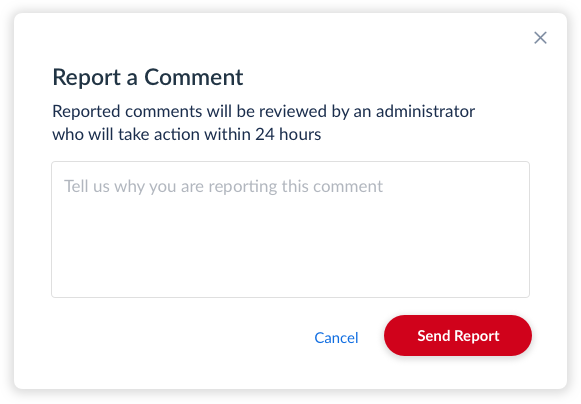 Report a Comment
Reported comments will be reviewed by an administrator
who will take action within 24 hours
Tell us why you are reporting this comment
Cancel
Send Report